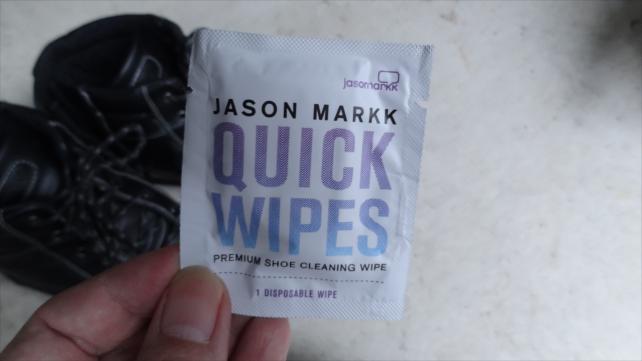 jasonmarkk
JASON MARKK
QUICK
WIPES
PREMIUM SHOE CLEANING WIPE
1 DISPOSABLE WIPE